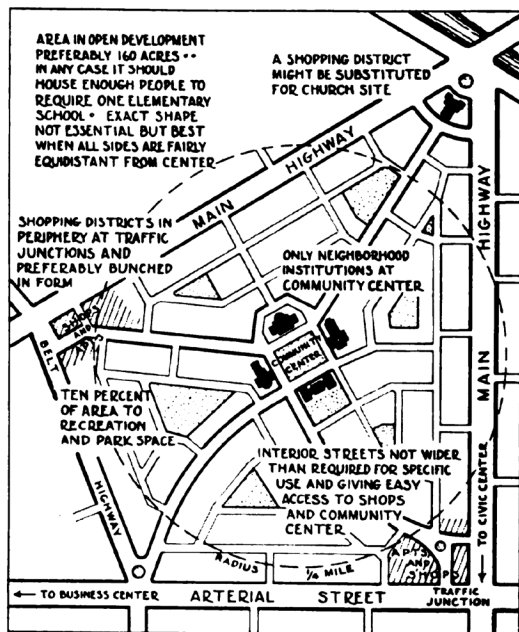 AREA IN OPEN DEVELOPMENT
PREFERABLY 160 ACRES ··
IN ANY CASE IT SHOULD
HOUSE ENOUGH PEOPLE TO
REQUIRE ONE ELEMENTARY
SCHOOL · EXACT SHAPE
NOT ESSENTIAL BUT BEST
WHEN ALL SIDES ARE FAIRLY
EQUIDISTANT FROM CENTER
A SHOPPING DISTRICT
MIGHT BE SUBSTITUTED
FOR CHURCH SITE
MAIN HIGHWAY
HIGHWAY
MAIN
SHOPPING DISTRICTS IN
PERIPHERY AT TRAFFIC
JUNCTIONS AND
PREFERABLY BUNCHED
IN FORM
ONLY NEIGHBORHOOD
INSTITUTIONS AT
COMMUNITY CENTER
SHOPS
AND
APTS
COMMUNITY
CENTER
BELT
HIGHWAY
TEN PERCENT
OF AREA TO
RECREATION
AND PARK SPACE
INTERIOR STREETS NOT WIDER
THAN REQUIRED FOR SPECIFIC
USE AND GIVING EASY
ACCESS TO SHOPS
AND COMMUNITY
CENTER
TO CIVIC CENTER
RADIUS
¼ MILE
APTS.
AND
SHOPS
← TO BUSINESS CENTER
ARTERIAL STREET
TRAFFIC
JUNCTION